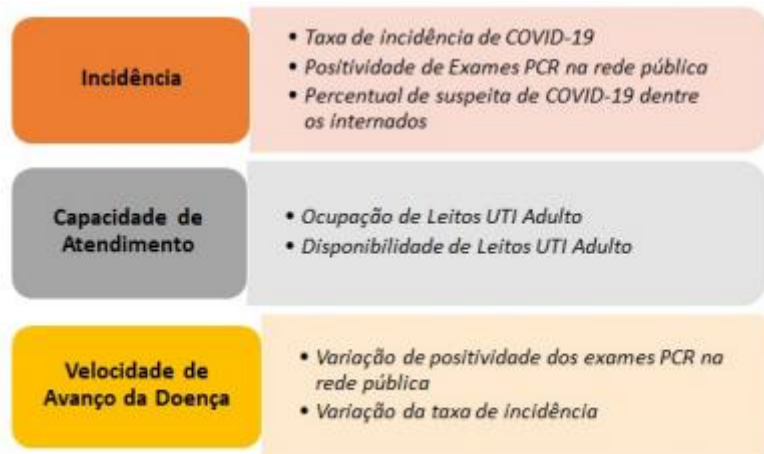 Incidência
• Taxa de incidência de COVID-19
• Positividade de Exames PCR na rede pública
• Percentual de suspeita de COVID-19 dentre
os internados
Capacidade de
Atendimento
• Ocupação de Leitos UTI Adulto
• Disponibilidade de Leitos UTI Adulto
Velocidade de
Avanço da Doença
• Variação de positividade dos exames PCR na
rede pública
• Variação da taxa de incidência